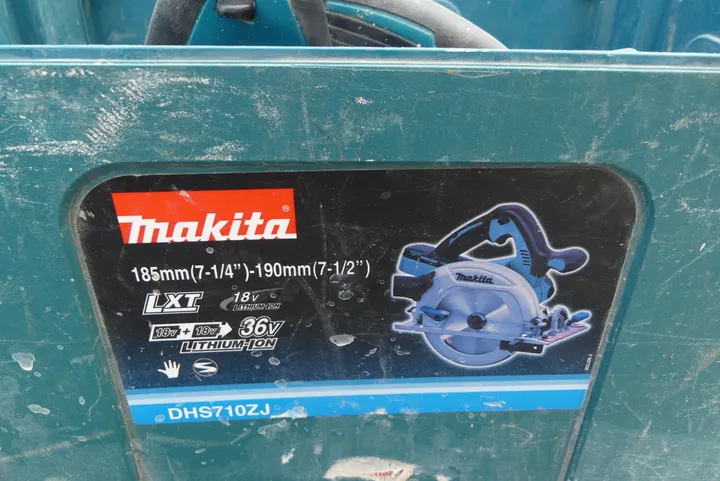 makita®
185mm(7-1/4")-190mm(7-1/2")
makita
LXT 18V LITHIUM-ION
18V + 18V 36V
LITHIUM-ION
DHS710ZJ